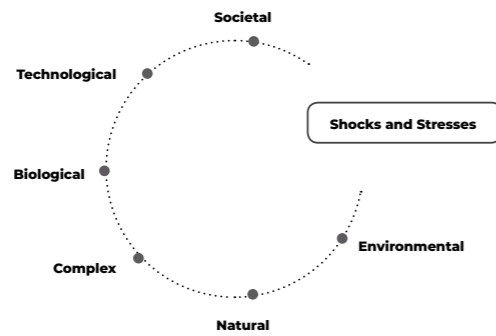 Societal
Technological
Shocks and Stresses
Biological
Environmental
Complex
Natural